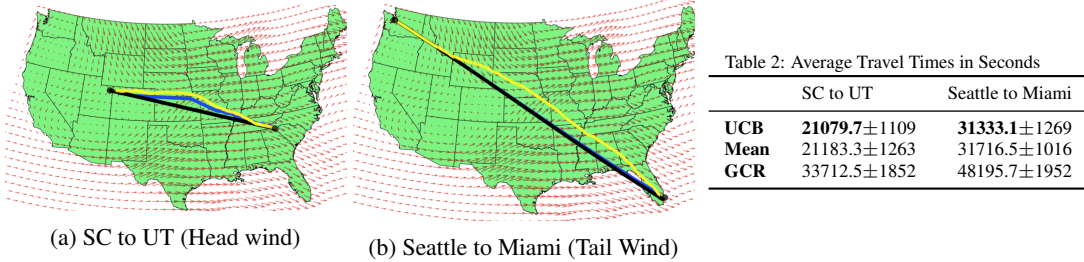 (a) SC to UT (Head wind)
(b) Seattle to Miami (Tail Wind)
Table 2: Average Travel Times in Seconds
SC to UT Seattle to Miami
UCB 21079.7±1109 31333.1±1269
Mean 21183.3±1263 31716.5±1016
GCR 33712.5±1852 48195.7±1952